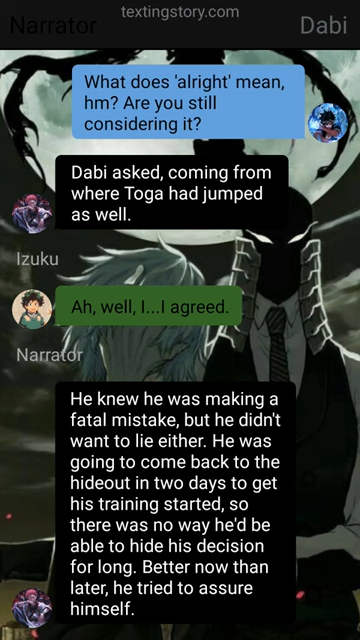 textingstory.com
Narrator
Dabi
What does 'alright' mean,
hm? Are you still
considering it?
Dabi asked, coming from
where Toga had jumped
as well.
Izuku
Ah, well, I...I agreed.
Narrator
He knew he was making a
fatal mistake, but he didn't
want to lie either. He was
going to come back to the
hideout in two days to get
his training started, so
there was no way he'd be
able to hide his decision
for long. Better now than
later, he tried to assure
himself.